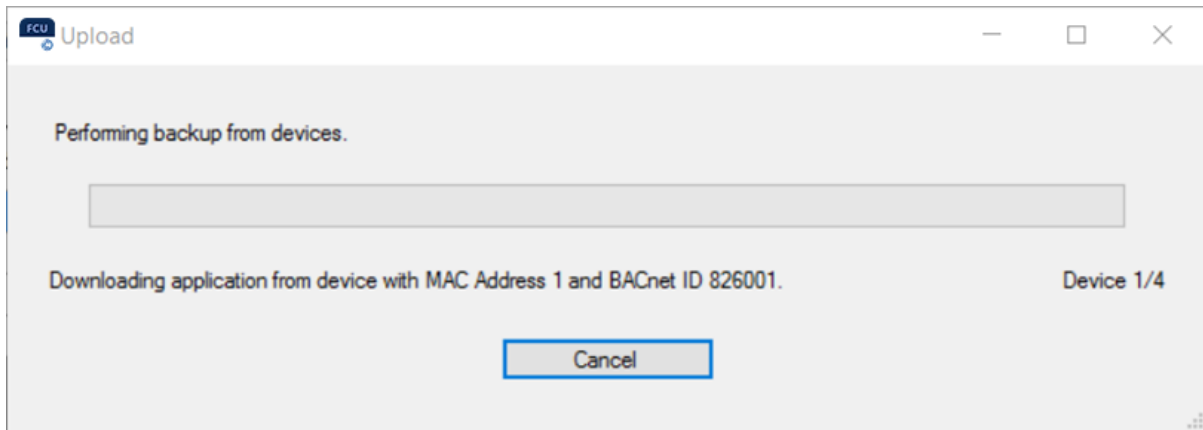 FCU
Upload
Performing backup from devices.
Downloading application from device with MAC Address 1 and BACnet ID 826001.
Device 1/4
Cancel